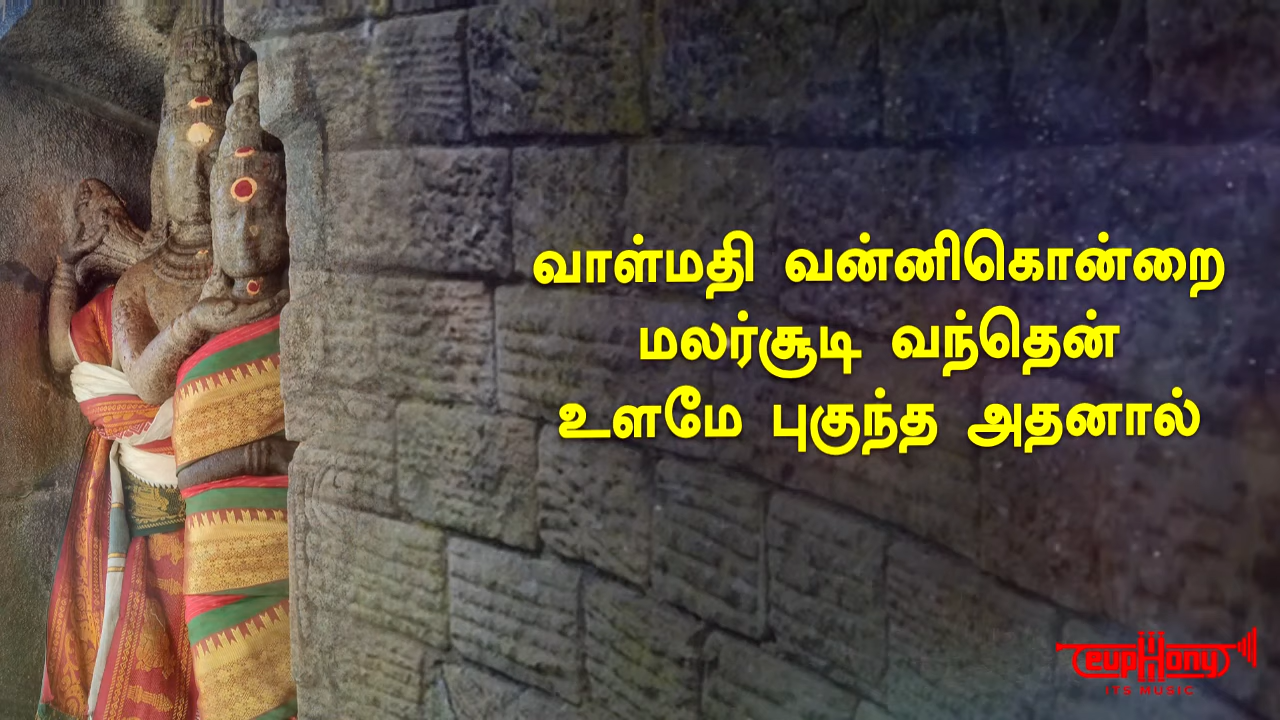 வாள்மதி வன்னிகொன்றை
மலர்சூடி வந்தென்
உளமே புகுந்த அதனால்
euphony
ITS MUSIC